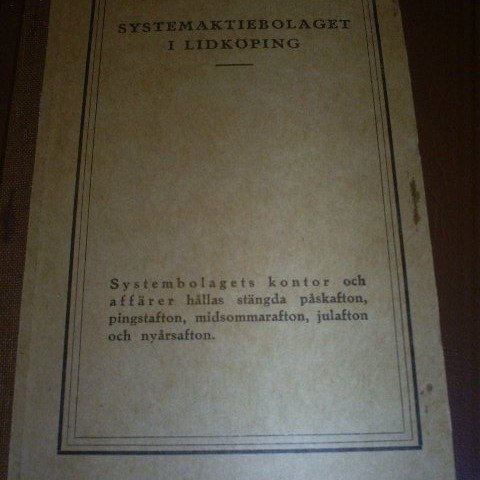 SYSTEMAKTIEBOLAGET
I LIDKÖPING
Systembolagets kontor och
affärer hållas stängda påskafton,
pingstafton, midsommarafton, julafton
och nyårsafton.